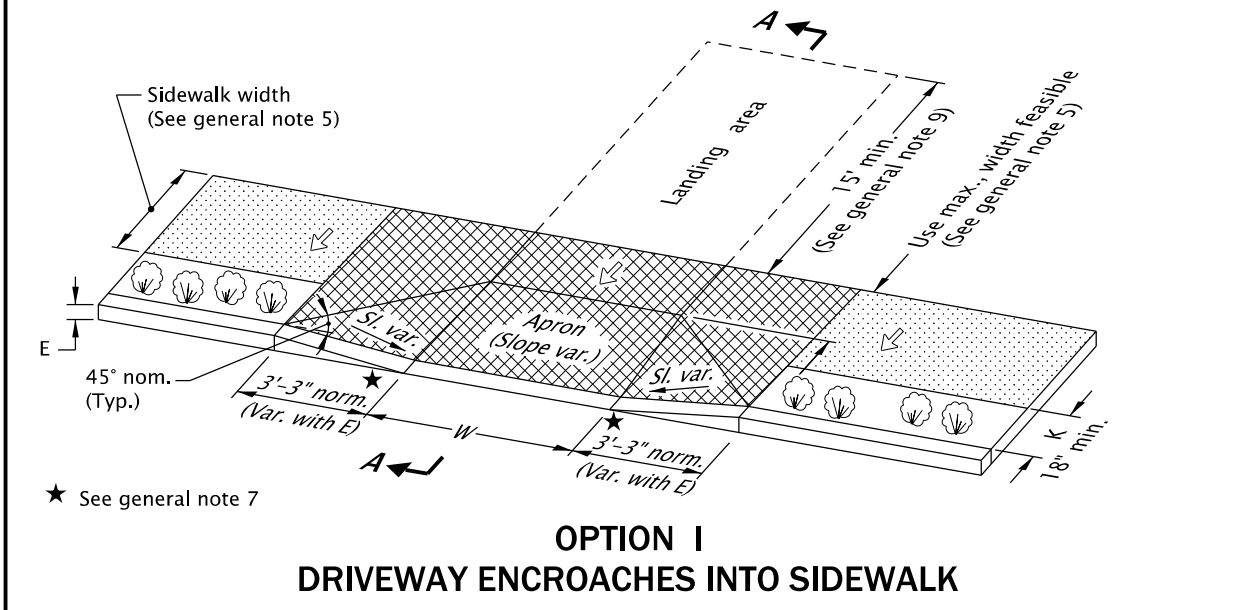 A
Sidewalk width
(See general note 5)
Landing area
15' min.
(See general note 9)
Use max., width feasible
(See general note 5)
E
45° nom.
(Typ.)
Sl. var.
Apron
(Slope var.)
Sl. var.
3'-3" norm.
(Var. with E)
W
3'-3" norm.
(Var. with E)
K
18" min.
A
★ See general note 7
OPTION I
DRIVEWAY ENCROACHES INTO SIDEWALK